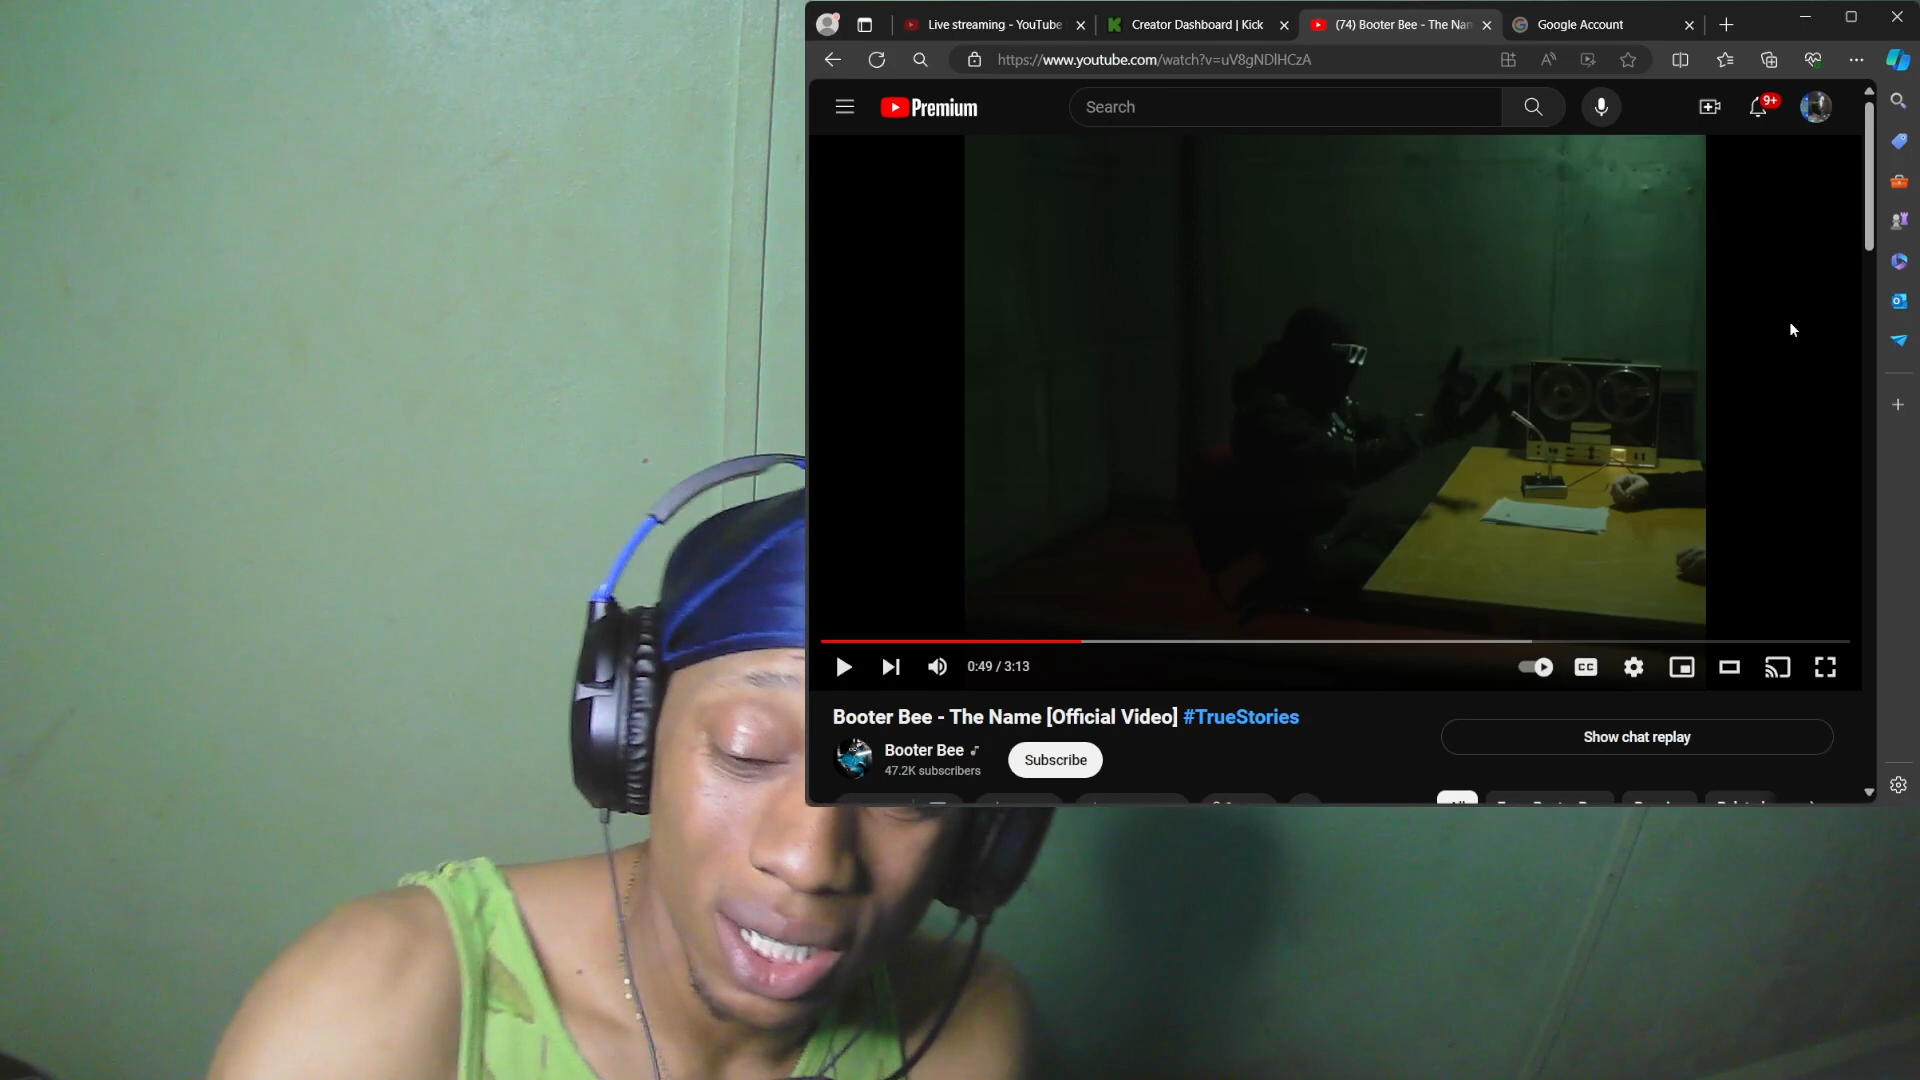 Live streaming - YouTube
Creator Dashboard | Kick
(74) Booter Bee - The Nam
Google Account
https://www.youtube.com/watch?v=uV8gNDlHCzA
Premium
Search
9+
0:49 / 3:13
CC
Booter Bee - The Name [Official Video] #TrueStories
Show chat replay
Booter Bee
47.2K subscribers
Subscribe